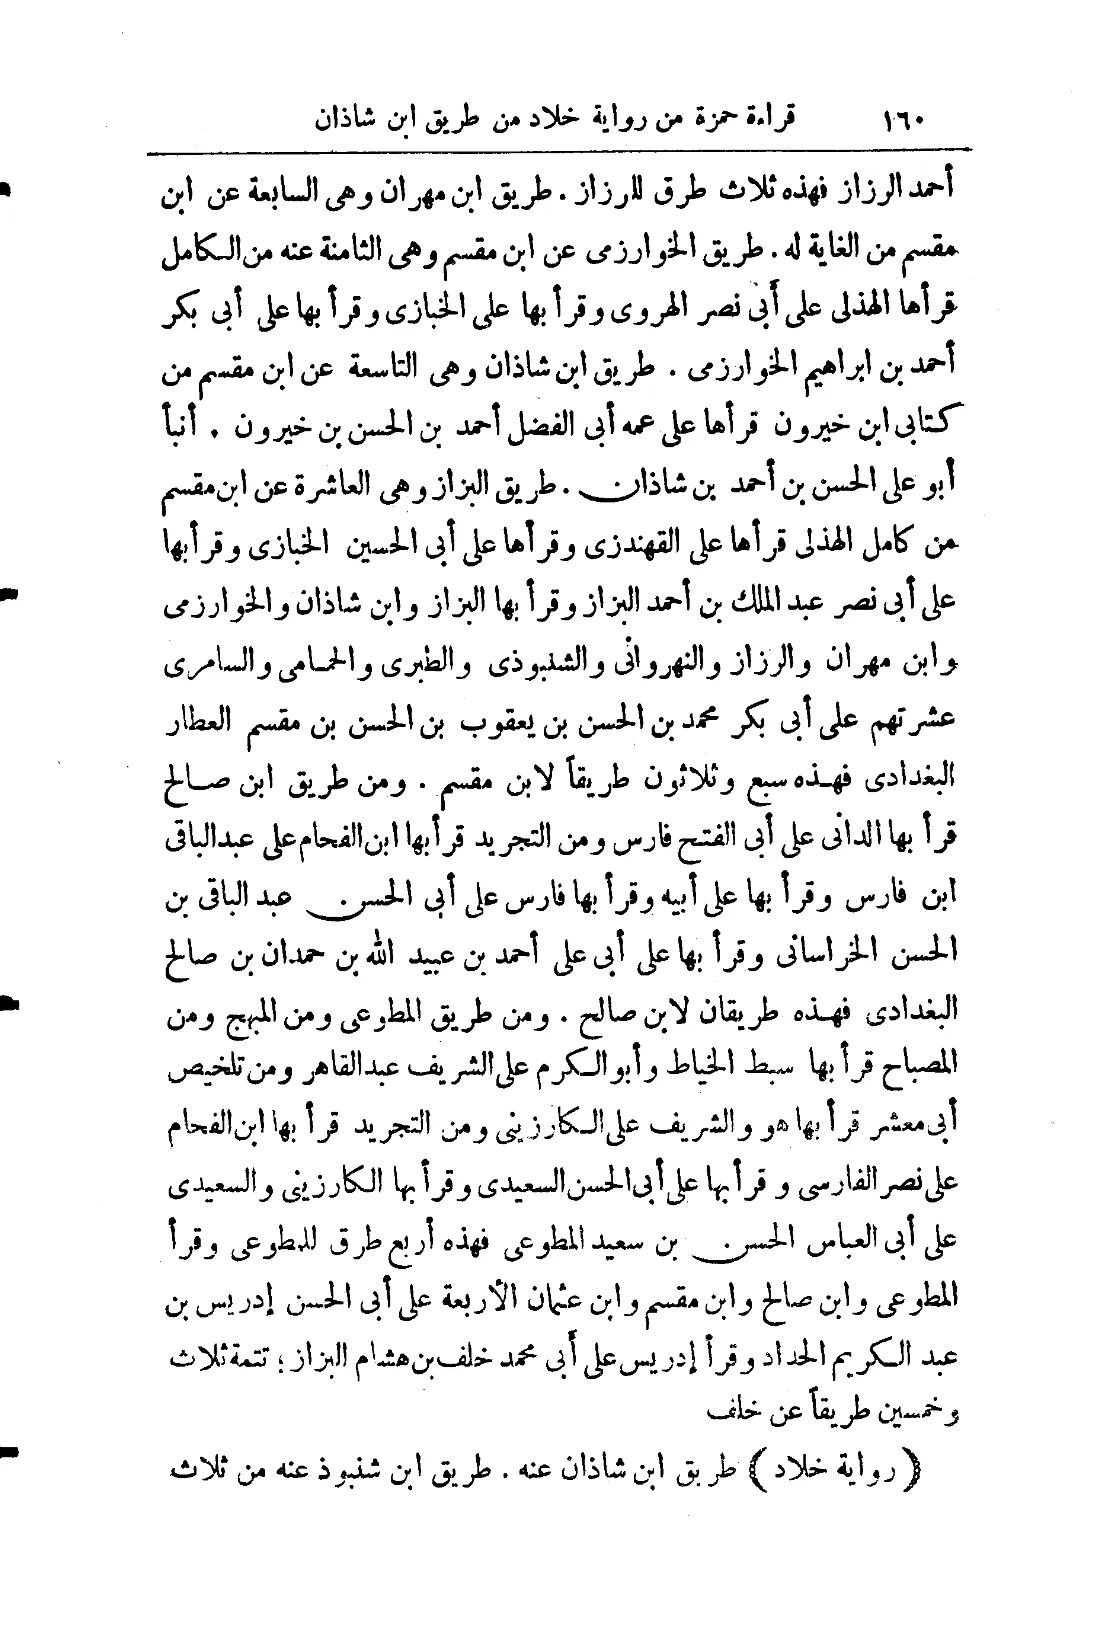 ١٦٠ قراءة حمزة من رواية خلاد من طريق ابن شاذان
أحمد الرزاز فهذه ثلاث طرق للرزاز . طريق ابن مهران وهى السابعة عن ابن
مقسم من الغاية له . طريق الخوارزمى عن ابن مقسم وهى الثامنة عنه من الكامل
قرأها الهذلى على أبى نصر الهروى وقرأ بها على الخبازى وقرأ بها على أبى بكر
أحمد بن ابراهيم الخوارزمى . طريق ابن شاذان وهى التاسعة عن ابن مقسم من
كتابى ابن خيرون قرأها على عمه أبى الفضل أحمد بن الحسن بن خيرون . أنبأ
أبو على الحسن بن أحمد بن شاذان . طريق البزاز وهى العاشرة عن ابن مقسم
من كامل الهذلى قرأها على القهندزى وقرأها على أبى الحسين الخبازى وقرأ بها
على أبى نصر عبد الملك بن أحمد البزاز وقرأ بها البزاز وابن شاذان والخوارزمى
وابن مهران والرزاز والنهروانى والشنبوذى والطبرى والحمامى والسامرى
عشرتهم على أبى بكر محمد بن الحسن بن يعقوب بن الحسن بن مقسم العطار
البغدادى فهذه سبع وثلاثون طريقاً لابن مقسم . ومن طريق ابن صالح
قرأ بها الدانى على أبى الفتح فارس ومن التجريد قرأ بها ابن الفحام على عبد الباقى
ابن فارس وقرأ بها على أبيه وقرأ بها فارس على أبى الحسن عبد الباقى بن
الحسن الخراسانى وقرأ بها على أبى على أحمد بن عبيد الله بن حمدان بن صالح
البغدادى فهذه طريقان لابن صالح . ومن طريق المطوعى ومن المبهج ومن
المصباح قرأ بها سبط الخياط وأبو الكرم على الشريف عبد القاهر ومن تلخيص
أبى معشر قرأ بها هو والشريف على الكارزينى ومن التجريد قرأ بها ابن الفحام
على نصر الفارسى وقرأ بها على أبى الحسن السعيدى وقرأ بها الكارزينى والسعيدى
على أبى العباس الحسن بن سعيد المطوعى فهذه أربع طرق للمطوعى وقرأ
المطوعى وابن صالح وابن مقسم وابن عثمان الأربعة على أبى الحسن إدريس بن
عبد الكريم الحداد وقرأ إدريس على أبى محمد خلف بن هشام البزاز ؛ تتمة ثلاث
وخمسين طريقاً عن خلف
﴿ رواية خلاد ﴾ طريق ابن شاذان عنه . طريق ابن شنبوذ عنه من ثلاث